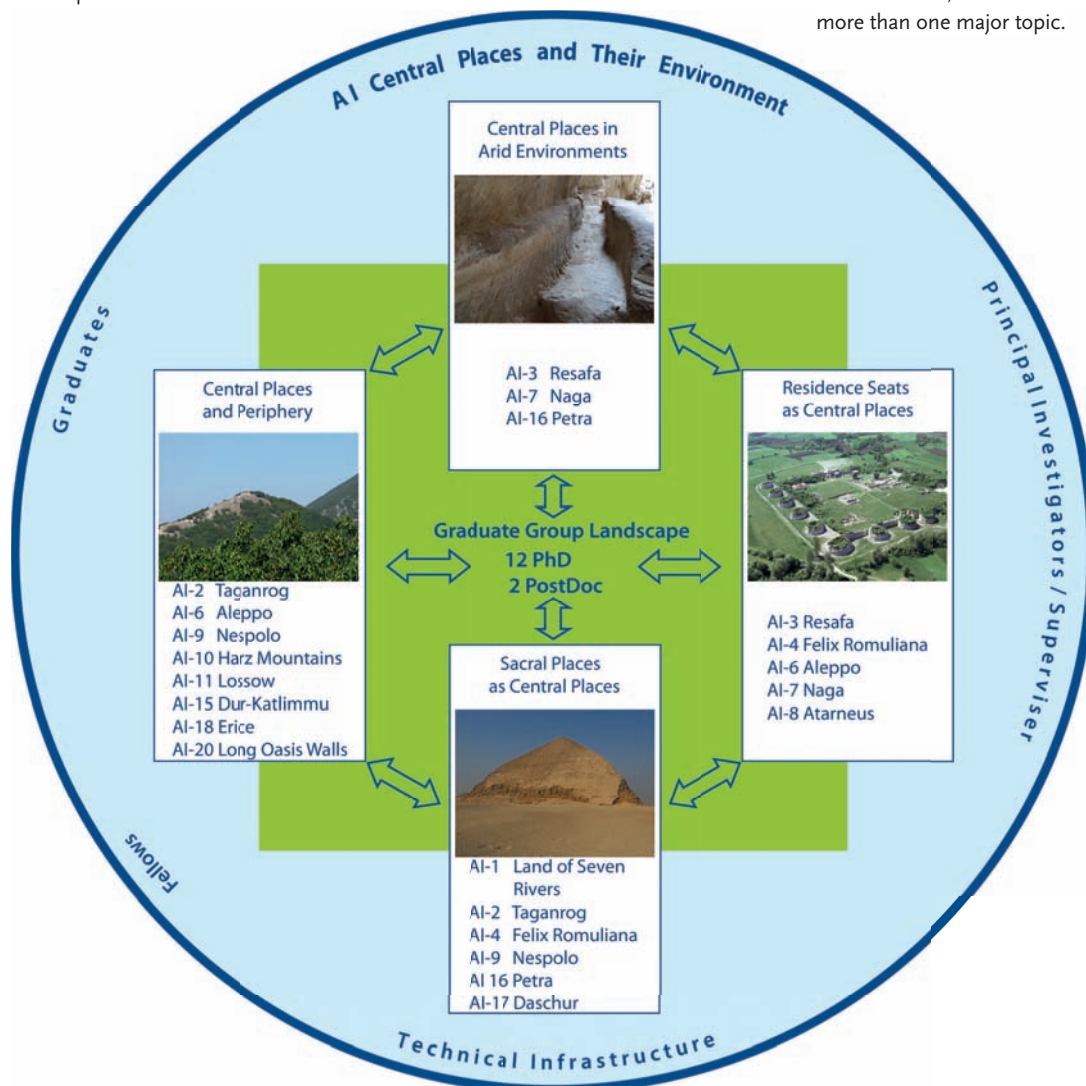 more than one major topic.
AI Central Places and Their Environment
Central Places in
Arid Environments
AI-3 Resafa
AI-7 Naga
AI-16 Petra
Graduates
Principal Investigators / Superviser
Central Places
and Periphery
AI-2 Taganrog
AI-6 Aleppo
AI-9 Nespolo
AI-10 Harz Mountains
AI-11 Lossow
AI-15 Dur-Katlimmu
AI-18 Erice
AI-20 Long Oasis Walls
Graduate Group Landscape
12 PhD
2 PostDoc
Residence Seats
as Central Places
AI-3 Resafa
AI-4 Felix Romuliana
AI-6 Aleppo
AI-7 Naga
AI-8 Atarneus
Sacral Places
as Central Places
AI-1 Land of Seven
Rivers
AI-2 Taganrog
AI-4 Felix Romuliana
AI-9 Nespolo
AI 16 Petra
AI-17 Daschur
Fellows
Technical Infrastructure